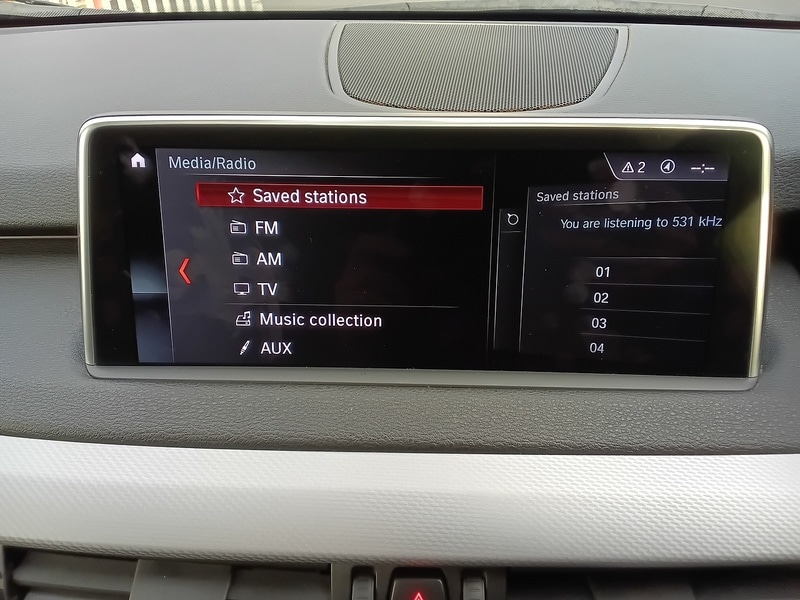 Media/Radio
2 --:--
Saved stations
FM
AM
TV
Music collection
AUX
Saved stations
You are listening to 531 kHz
01
02
03
04